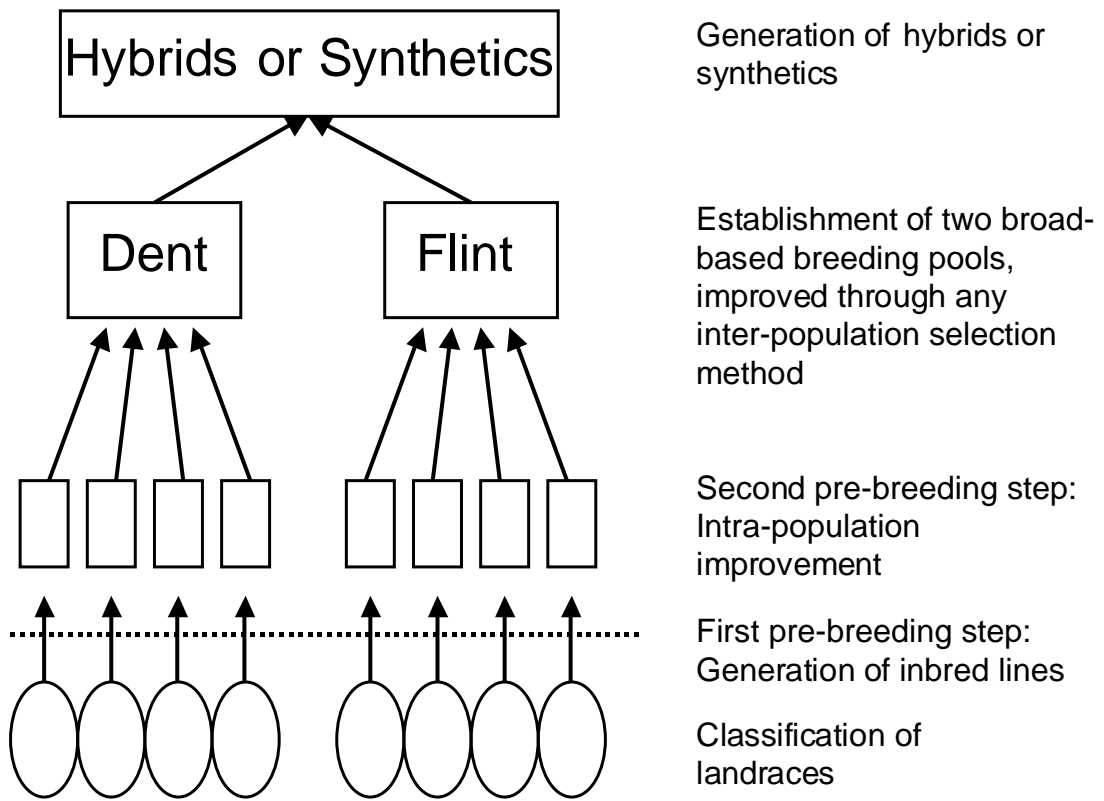 Hybrids or Synthetics
Generation of hybrids or
synthetics
Dent
Flint
Establishment of two broad-
based breeding pools,
improved through any
inter-population selection
method
Second pre-breeding step:
Intra-population
improvement
First pre-breeding step:
Generation of inbred lines
Classification of
landraces